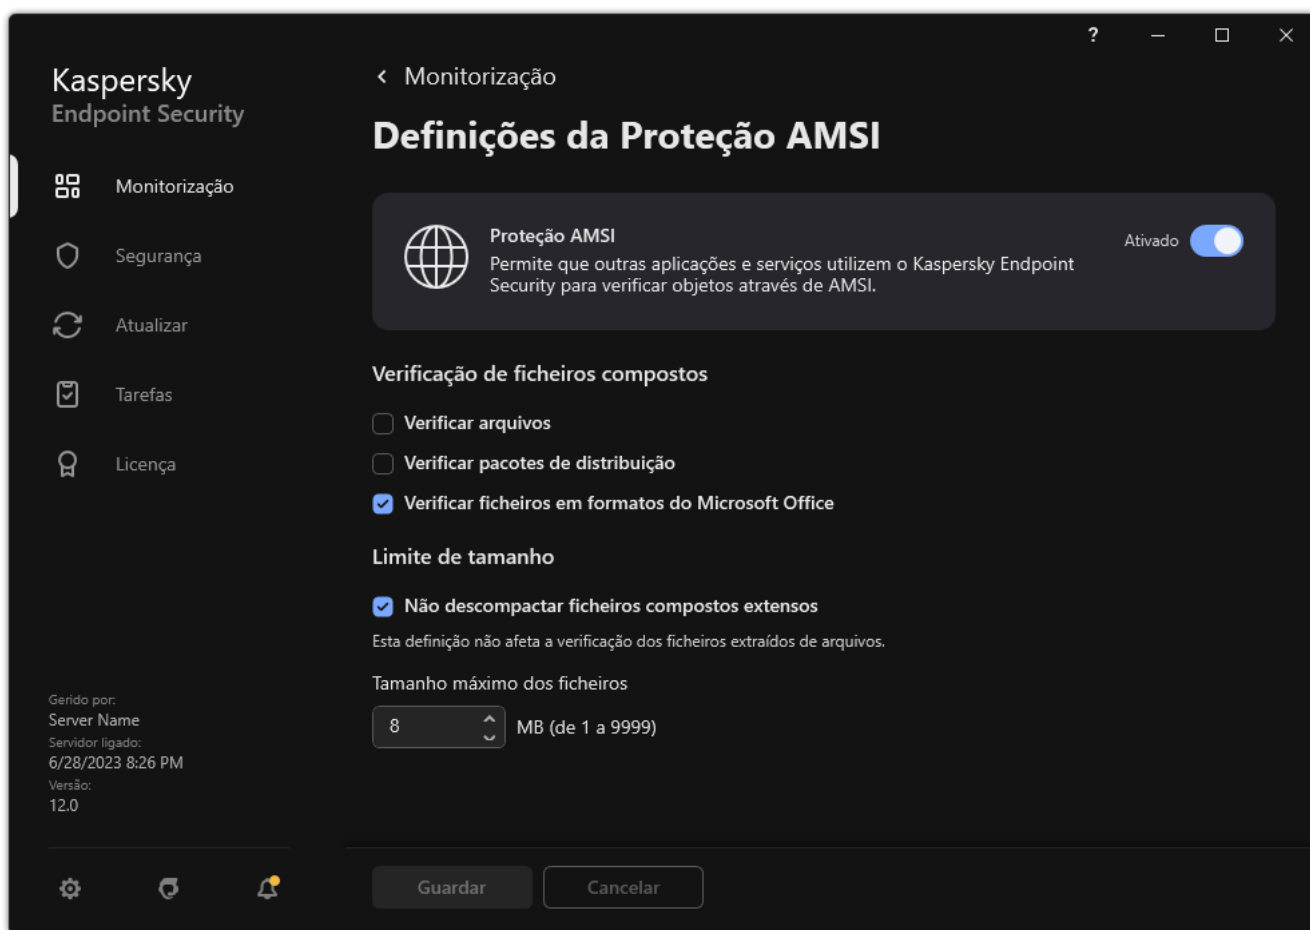 ?
Kaspersky
Endpoint Security
Monitorização
Segurança
Atualizar
Tarefas
Licença
Gerido por:
Server Name
Servidor ligado:
6/28/2023 8:26 PM
Versão:
12.0
Monitorização
Definições da Proteção AMSI
Proteção AMSI
Permite que outras aplicações e serviços utilizem o Kaspersky Endpoint
Security para verificar objetos através de AMSI.
Ativado
Verificação de ficheiros compostos
Verificar arquivos
Verificar pacotes de distribuição
Verificar ficheiros em formatos do Microsoft Office
Limite de tamanho
Não descompactar ficheiros compostos extensos
Esta definição não afeta a verificação dos ficheiros extraídos de arquivos.
Tamanho máximo dos ficheiros
8 MB (de 1 a 9999)
Guardar
Cancelar